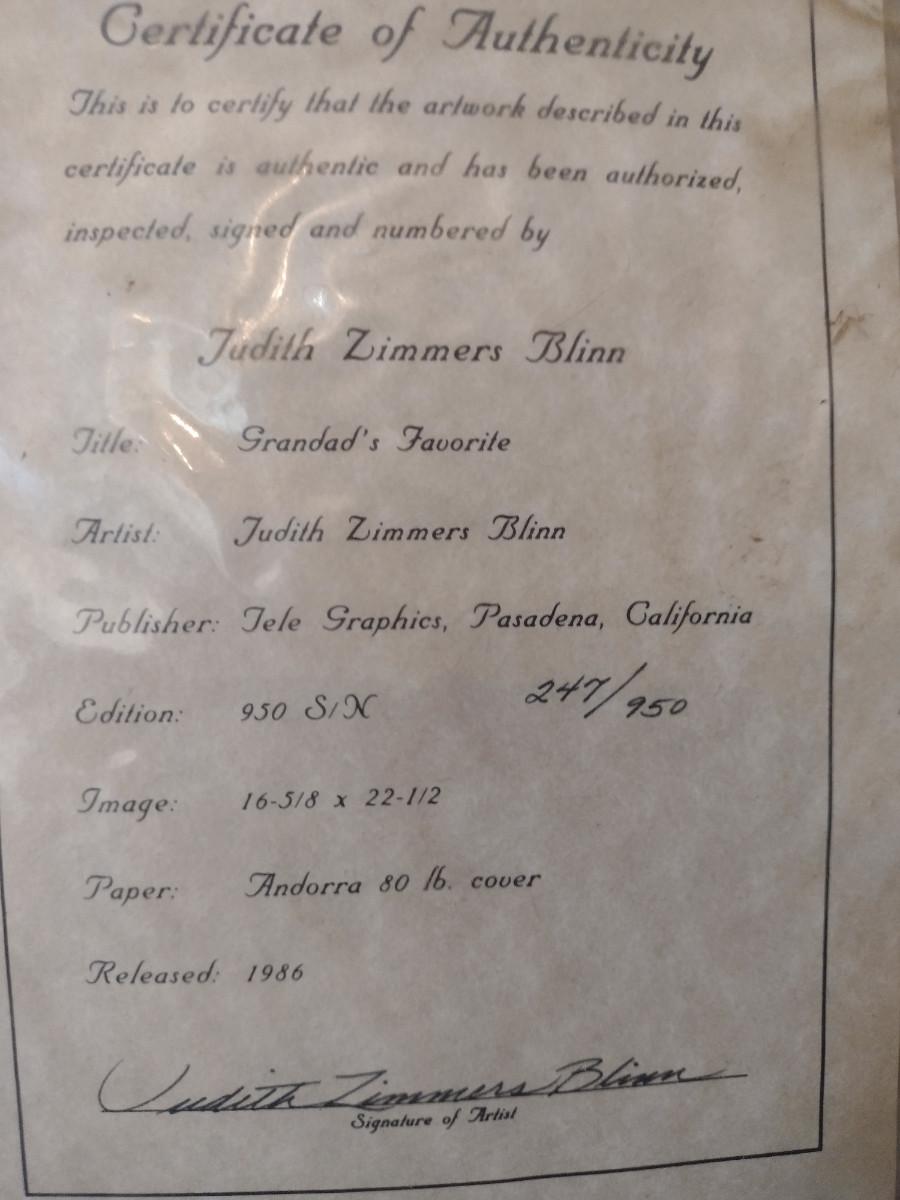 Certificate of Authenticity
This is to certify that the artwork described in this
certificate is authentic and has been authorized,
inspected, signed and numbered by
Judith Zimmers Blinn
Title: Grandad's Favorite
Artist: Judith Zimmers Blinn
Publisher: Tele Graphics, Pasadena, California
Edition: 950 S/N 247/950
Image: 16-5/8 x 22-1/2
Paper: Andorra 80 lb. cover
Released: 1986
Judith Zimmers Blinn
Signature of Artist